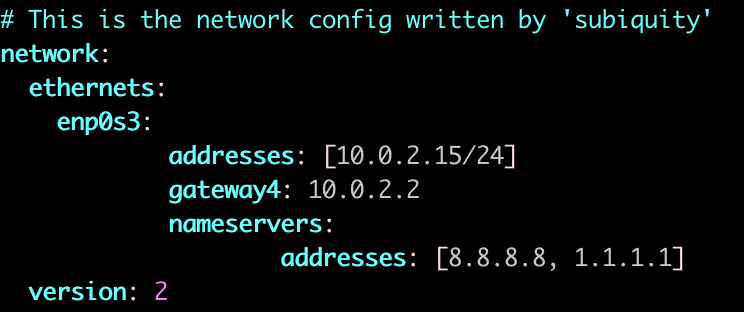 # This is the network config written by 'subiquity'
network:
  ethernets:
    enp0s3:
            addresses: [10.0.2.15/24]
            gateway4: 10.0.2.2
            nameservers:
                    addresses: [8.8.8.8, 1.1.1.1]
  version: 2